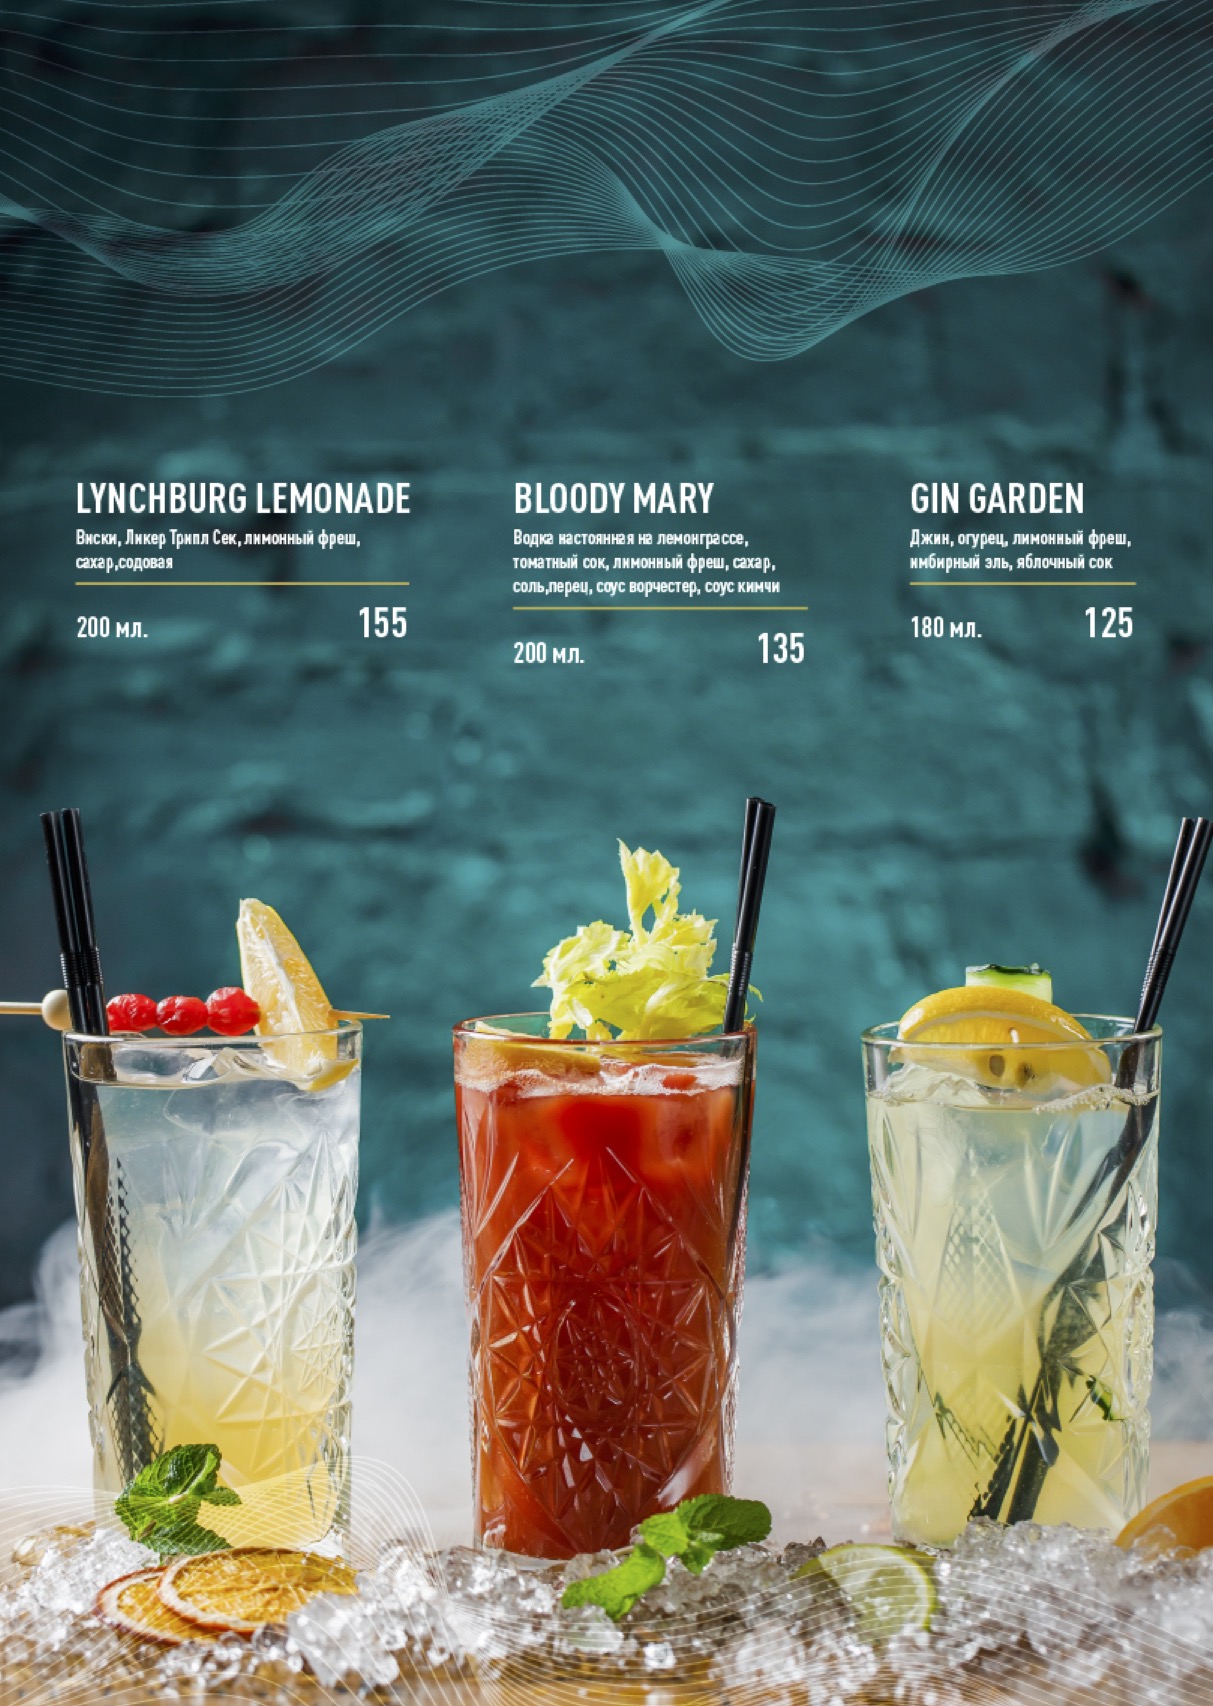 LYNCHBURG LEMONADE
Виски, Ликер Трипл Сек, лимонный фреш,
сахар,содовая
200 мл.
155
BLOODY MARY
Водка настоянная на лемонграссе,
томатный сок, лимонный фреш, сахар,
соль,перец, соус ворчестер, соус кимчи
200 мл.
135
GIN GARDEN
Джин, огурец, лимонный фреш,
имбирный эль, яблочный сок
180 мл.
125